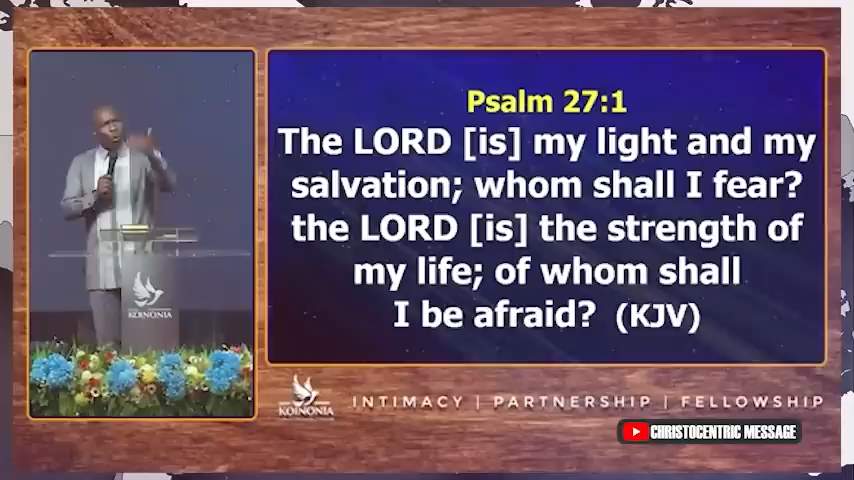 Psalm 27:1
The LORD [is] my light and my
salvation; whom shall I fear?
the LORD [is] the strength of
my life; of whom shall
I be afraid? (KJV)
KOINONIA
KOINONIA
INTIMACY | PARTNERSHIP | FELLOWSHIP
CHRISTOCENTRIC MESSAGE